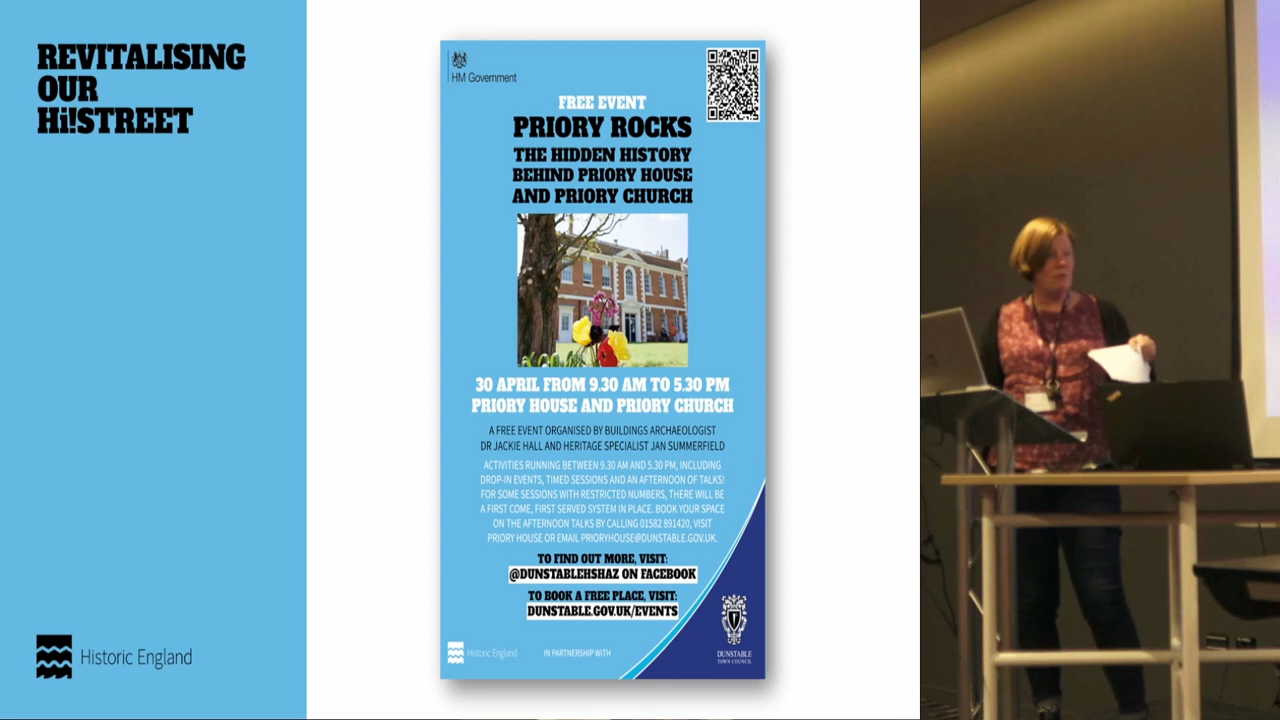 REVITALISING
OUR
Hi!STREET
Historic England
HM Government
FREE EVENT
PRIORY ROCKS
THE HIDDEN HISTORY
BEHIND PRIORY HOUSE
AND PRIORY CHURCH
30 APRIL FROM 9.30 AM TO 5.30 PM
PRIORY HOUSE AND PRIORY CHURCH
A FREE EVENT ORGANISED BY BUILDINGS ARCHAEOLOGIST
DR JACKIE HALL AND HERITAGE SPECIALIST JAN SUMMERFIELD
ACTIVITIES RUNNING BETWEEN 9.30 AM AND 5.30 PM, INCLUDING
DROP-IN EVENTS, TIMED SESSIONS AND AN AFTERNOON OF TALKS!
FOR SOME SESSIONS WITH RESTRICTED NUMBERS, THERE WILL BE
A FIRST COME, FIRST SERVED SYSTEM IN PLACE. BOOK YOUR SPACE
ON THE AFTERNOON TALKS BY CALLING 01582 891420, VISIT
PRIORY HOUSE OR EMAIL PRIORYHOUSE@DUNSTABLE.GOV.UK.
TO FIND OUT MORE, VISIT:
@DUNSTABLEHSHAZ ON FACEBOOK
TO BOOK A FREE PLACE, VISIT:
DUNSTABLE.GOV.UK/EVENTS
Historic England
IN PARTNERSHIP WITH
DUNSTABLE
TOWN COUNCIL